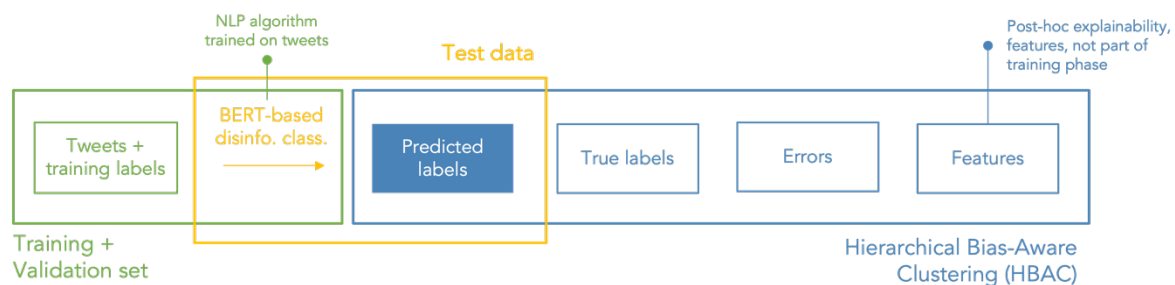 NLP algorithm
trained on tweets
Post-hoc explainability,
features, not part of
training phase
Test data
BERT-based
disinfo. class.
Tweets +
training labels
Predicted
labels
True labels
Errors
Features
Training +
Validation set
Hierarchical Bias-Aware
Clustering (HBAC)